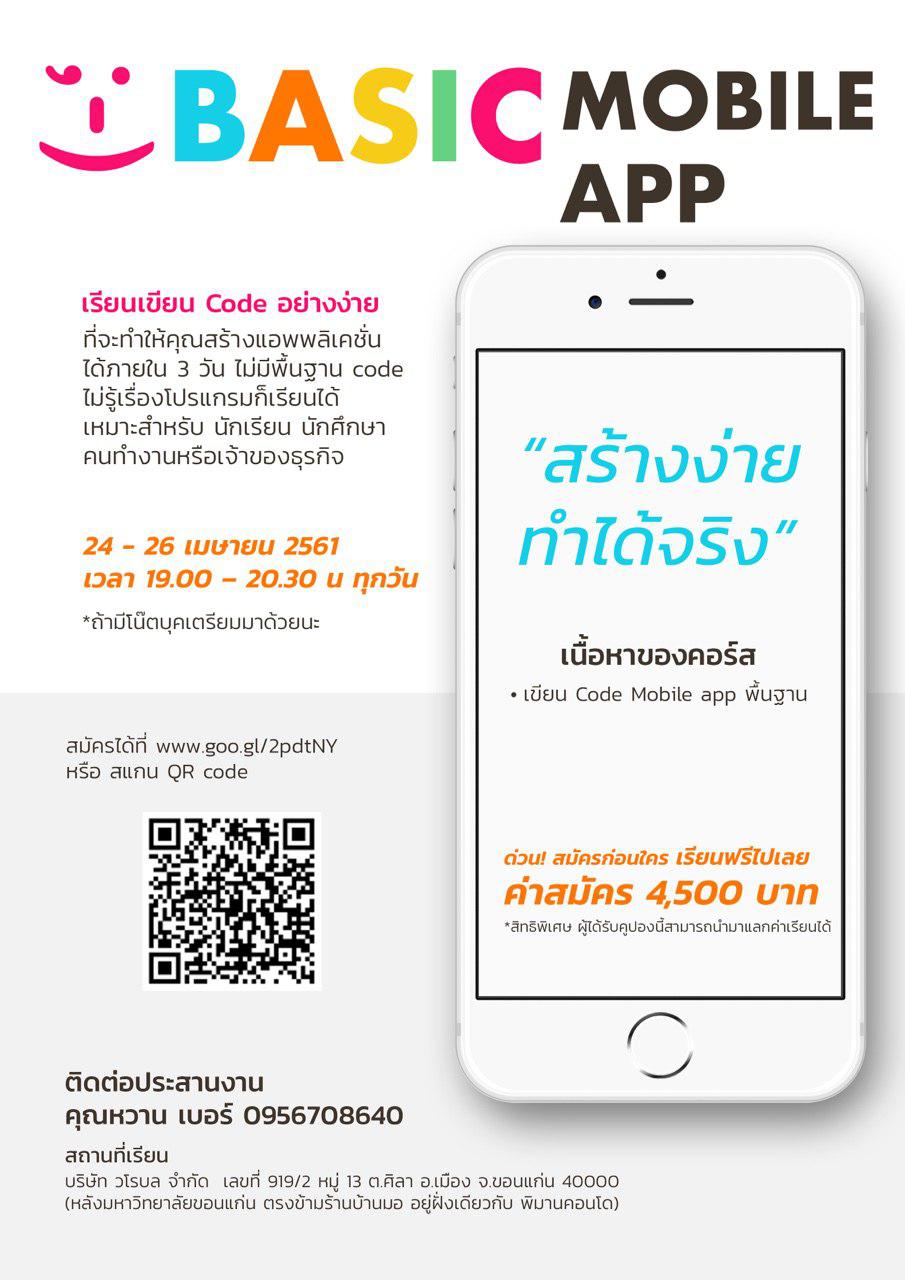 BASIC MOBILE
APP
เรียนเขียน Code อย่างง่าย
ที่จะทำให้คุณสร้างแอพพลิเคชั่น
ได้ภายใน 3 วัน ไม่มีพื้นฐาน code
ไม่รู้เรื่องโปรแกรมก็เรียนได้
เหมาะสำหรับ นักเรียน นักศึกษา
คนทำงานหรือเจ้าของธุรกิจ
24 - 26 เมษายน 2561
เวลา 19.00 – 20.30 น ทุกวัน
*ถ้ามีโน๊ตบุคเตรียมมาด้วยนะ
“สร้างง่าย
ทำได้จริง”
เนื้อหาของคอร์ส
• เขียน Code Mobile app พื้นฐาน
ด่วน! สมัครก่อนใคร เรียนฟรีไปเลย
ค่าสมัคร 4,500 บาท
*สิทธิพิเศษ ผู้ได้รับคูปองนี้สามารถนำมาแลกค่าเรียนได้
สมัครได้ที่ www.goo.gl/2pdtNY
หรือ สแกน QR code
ติดต่อประสานงาน
คุณหวาน เบอร์ 0956708640
สถานที่เรียน
บริษัท วโรบล จำกัด เลขที่ 919/2 หมู่ 13 ต.ศิลา อ.เมือง จ.ขอนแก่น 40000
(หลังมหาวิทยาลัยขอนแก่น ตรงข้ามร้านบ้านมอ อยู่ฝั่งเดียวกับ พิมานคอนโด)